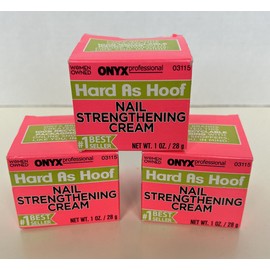 WOMEN OWNED
ONYX professional 03115
Hard As Hoof
NAIL
STRENGTHENING
CREAM
#1 BEST SELLER
NET WT. 1 OZ. / 28 g
WOMEN OWNED
ONYX professional 03115
Hard As Hoof
NAIL
STRENGTHENING
CREAM
#1 BEST SELLER
NET WT. 1 OZ. / 28 g
WOMEN OWNED
ONYX professional 03115
Hard As Hoof
NAIL
STRENGTHENING
CREAM
#1 BEST SELLER
NET WT. 1 OZ. / 28 g